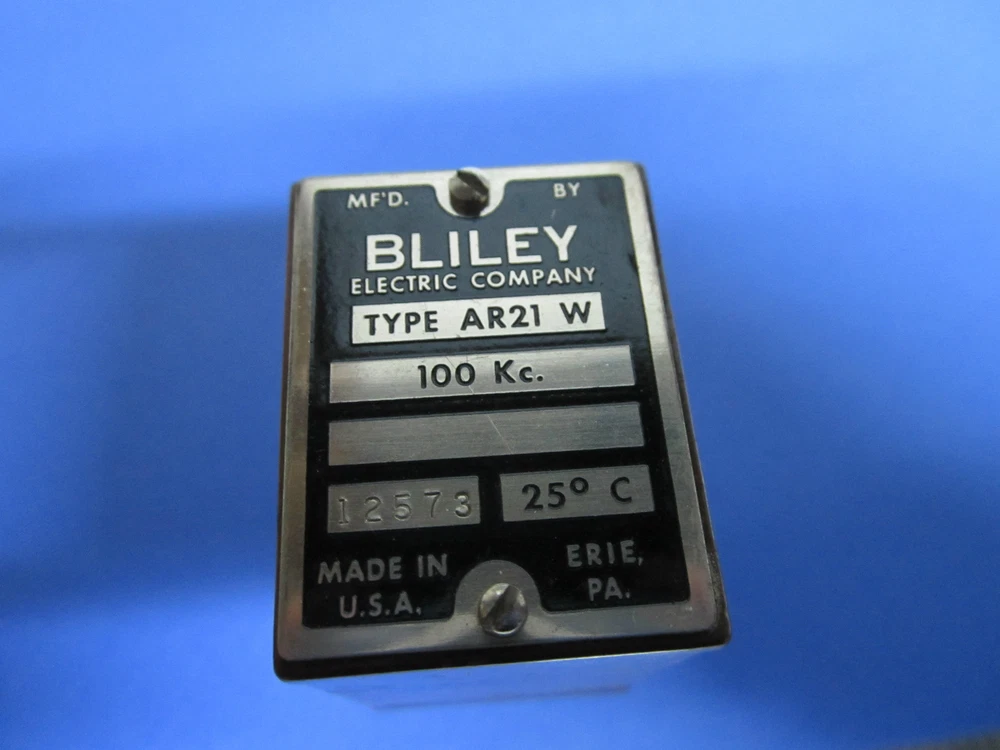 MF'D. BY
BLILEY
ELECTRIC COMPANY
TYPE AR21 W
100 Kc.
12573 25° C
MADE IN ERIE,
U.S.A. PA.